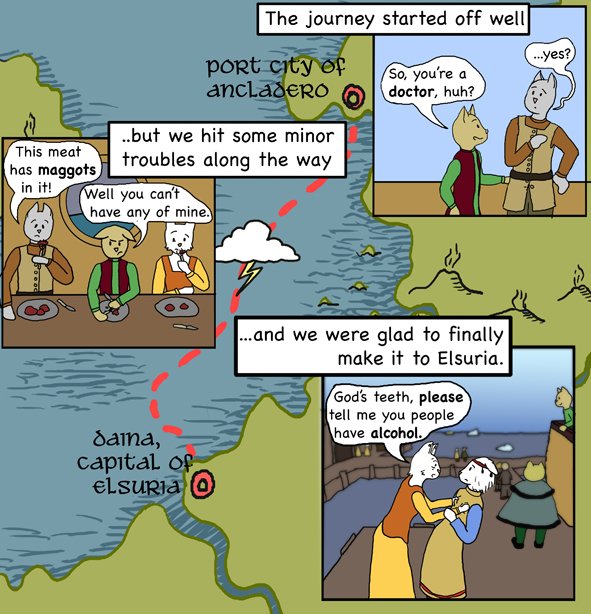 The journey started off well
PORT CITY OF
ANCLADERO
So, you're a
doctor, huh?
...yes?
..but we hit some minor
troubles along the way
This meat
has maggots
in it!
Well you can't
have any of mine.
...and we were glad to finally
make it to Elsuria.
God's teeth, please
tell me you people
have alcohol.
DAINA,
CAPITAL OF
ELSURIA